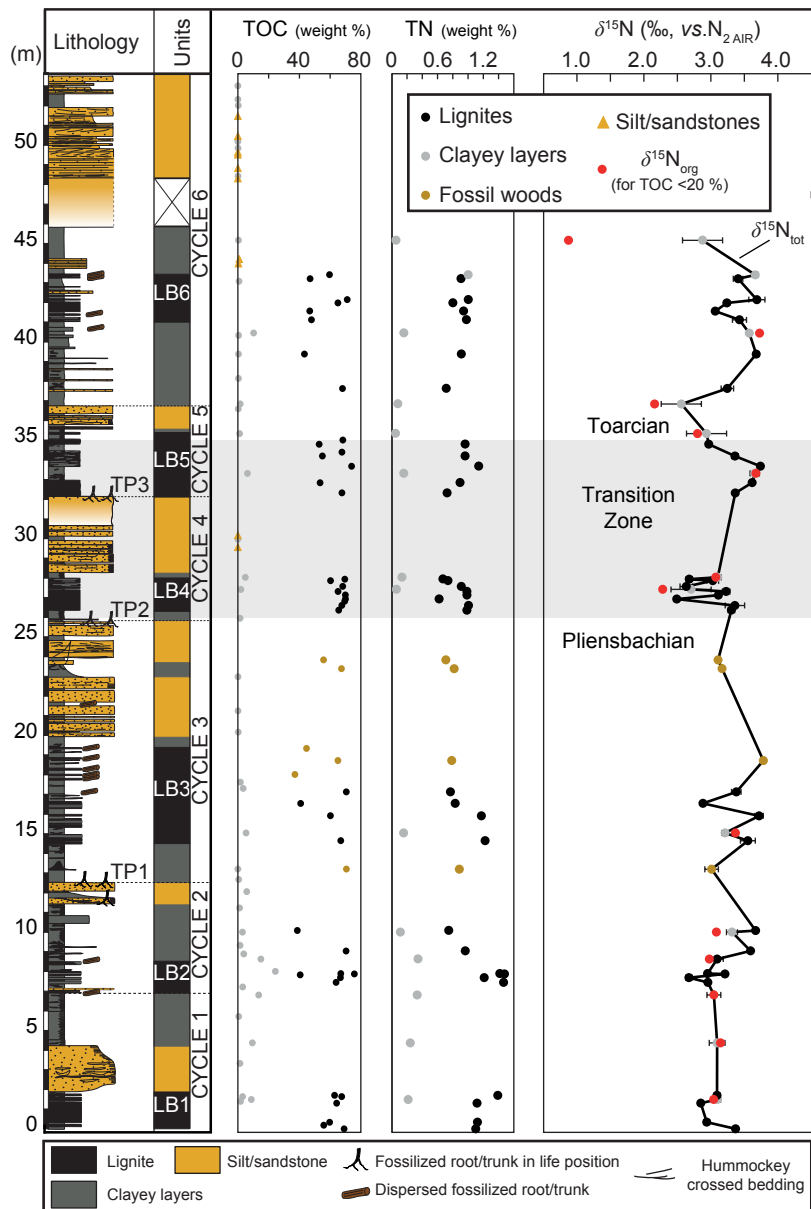 (m)
Lithology
Units
TOC (weight %)
0 40 80
TN (weight %)
0 0.6 1.2
δ15N (‰, vs.N2 AIR)
1.0 2.0 3.0 4.0
Lignites
Clayey layers
Fossil woods
Silt/sandstones
δ15Norg
(for TOC <20 %)
δ15Ntot
50
45
40
35
30
25
20
15
10
5
0
CYCLE 6
LB6
CYCLE 5
LB5
TP3
CYCLE 4
LB4
TP2
CYCLE 3
LB3
TP1
CYCLE 2
LB2
CYCLE 1
LB1
Toarcian
Transition
Zone
Pliensbachian
Lignite
Clayey layers
Silt/sandstone
Fossilized root/trunk in life position
Dispersed fossilized root/trunk
Hummockey
crossed bedding